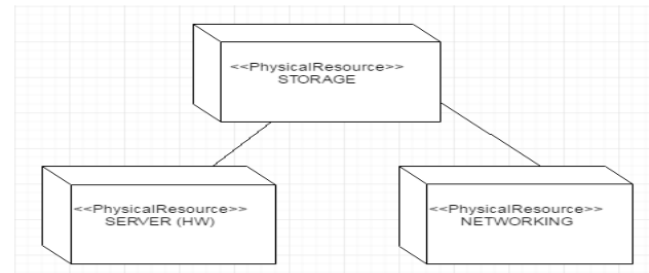 <<PhysicalResource>>
STORAGE
<<PhysicalResource>>
SERVER (HW)
<<PhysicalResource>>
NETWORKING